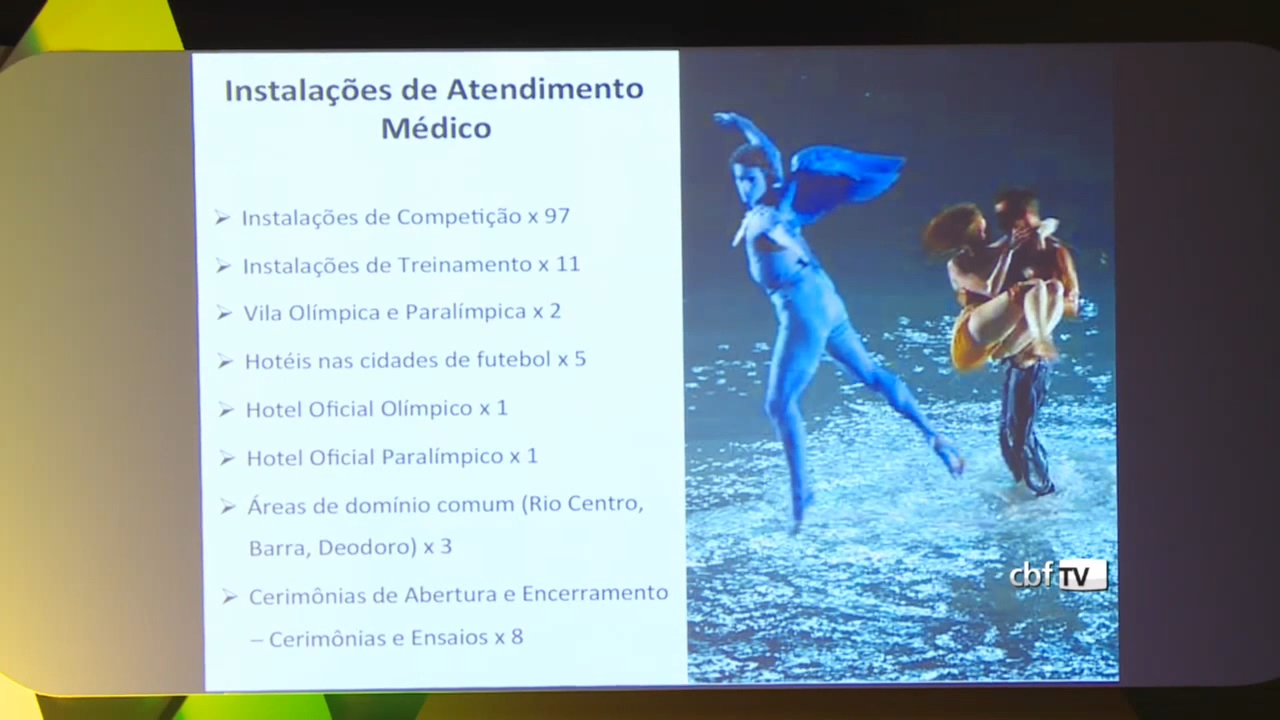 Instalações de Atendimento
Médico
➢ Instalações de Competição x 97
➢ Instalações de Treinamento x 11
➢ Vila Olímpica e Paralímpica x 2
➢ Hotéis nas cidades de futebol x 5
➢ Hotel Oficial Olímpico x 1
➢ Hotel Oficial Paralímpico x 1
➢ Áreas de domínio comum (Rio Centro,
Barra, Deodoro) x 3
➢ Cerimônias de Abertura e Encerramento
– Cerimônias e Ensaios x 8
cbf TV